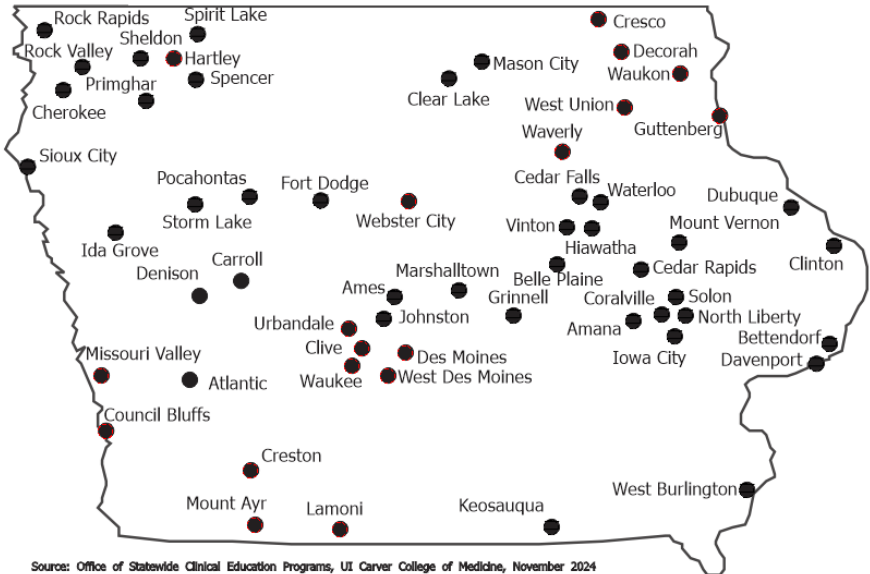 Spirit Lake
Rock Rapids
Cresco
Sheldon
Rock Valley
Hartley
Decorah
Mason City
Waukon
Spencer
Primghar
Clear Lake
Cherokee
West Union
Guttenberg
Waverly
Sioux City
Pocahontas
Fort Dodge
Cedar Falls
Waterloo
Dubuque
Storm Lake
Webster City
Vinton
Mount Vernon
Ida Grove
Hiawatha
Carroll
Clinton
Denison
Marshalltown
Belle Plaine
Cedar Rapids
Ames
Grinnell
Coralville
Solon
Johnston
North Liberty
Urbandale
Amana
Bettendorf
Clive
Missouri Valley
Des Moines
Iowa City
Davenport
Waukee
West Des Moines
Atlantic
Council Bluffs
Creston
West Burlington
Mount Ayr
Lamoni
Keosauqua
Source: Office of Statewide Clinical Education Programs, UI Carver College of Medicine, November 2024